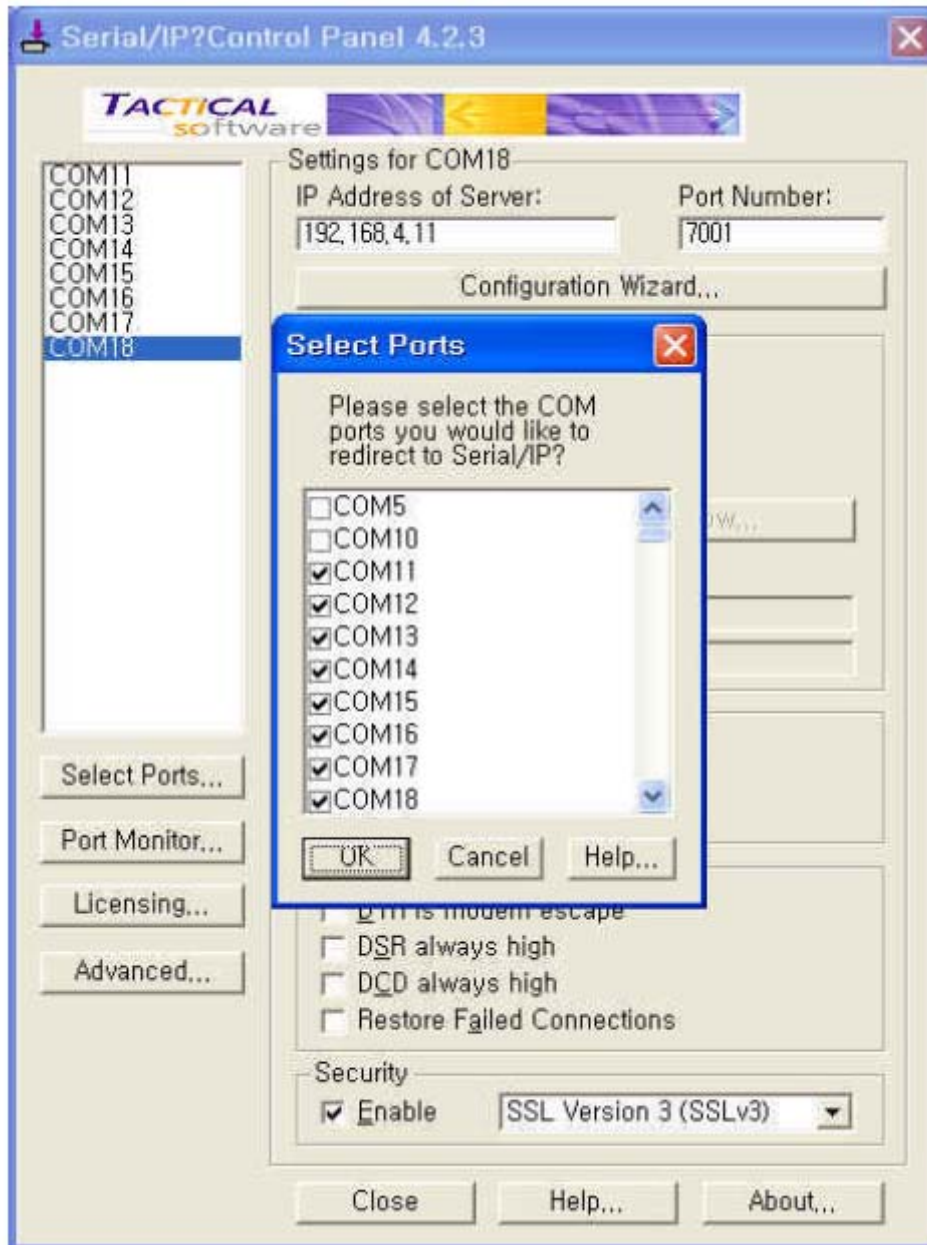 Serial/IP?Control Panel 4.2.3
TACTICAL
software
COM11
COM12
COM13
COM14
COM15
COM16
COM17
COM18
Select Ports...
Port Monitor...
Licensing...
Advanced...
Settings for COM18
IP Address of Server:
Port Number:
192.168.4.11
7001
Configuration Wizard...
Select Ports
Please select the COM
ports you would like to
redirect to Serial/IP?
COM5
COM10
COM11
COM12
COM13
COM14
COM15
COM16
COM17
COM18
OK
Cancel
Help...
DTR is modem escape
DSR always high
DCD always high
Restore Failed Connections
Security
Enable
SSL Version 3 (SSLv3)
Close
Help...
About...